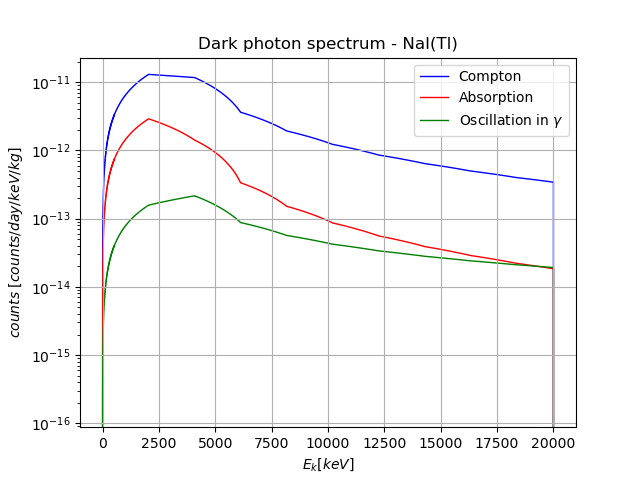 Dark photon spectrum - NaI(Tl)
Compton
Absorption
Oscillation in γ
counts [counts/day/keV/kg]
10⁻¹¹
10⁻¹²
10⁻¹³
10⁻¹⁴
10⁻¹⁵
10⁻¹⁶
0 2500 5000 7500 10000 12500 15000 17500 20000
Eₖ[keV]